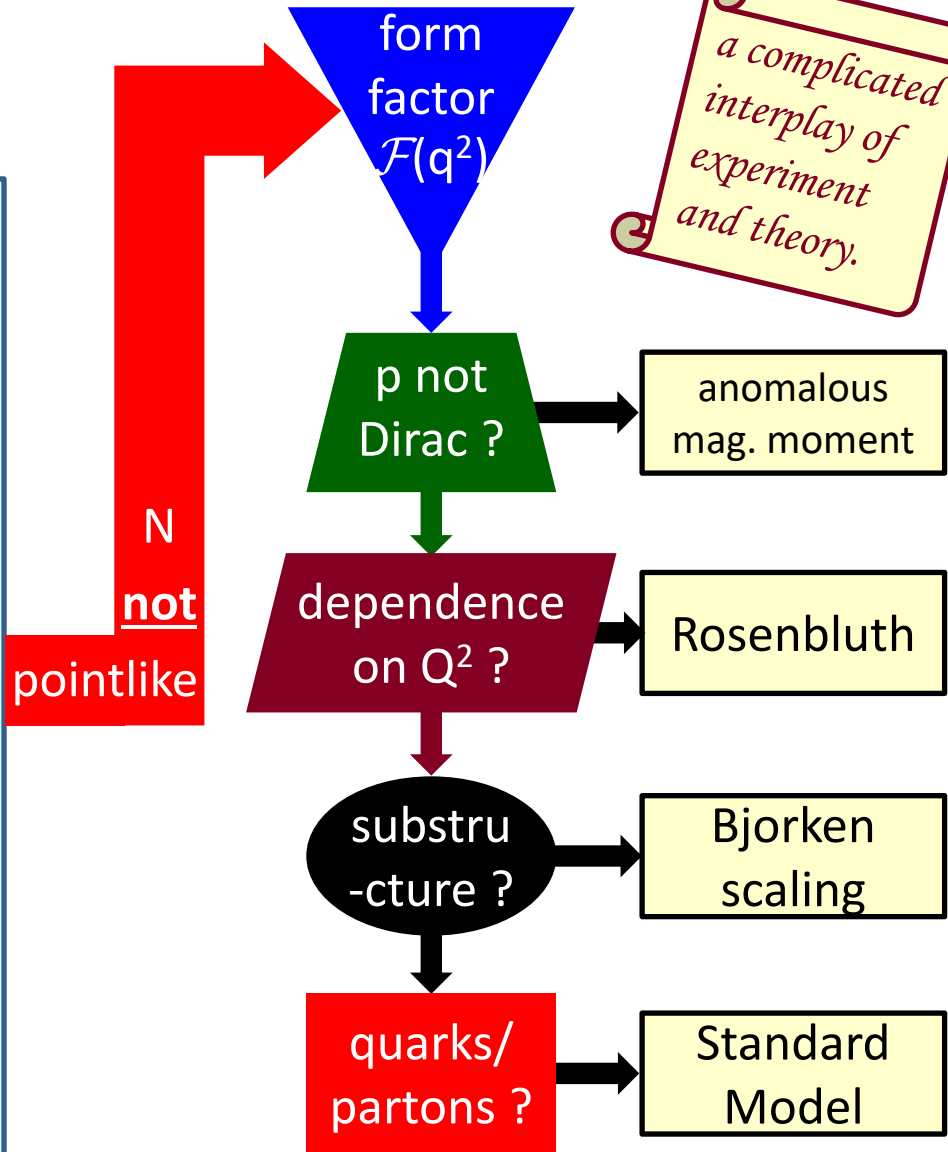 form
factor
ℱ(q²)
a complicated
interplay of
experiment
and theory.
p not
Dirac ?
anomalous
mag. moment
N
not
pointlike
dependence
on Q² ?
Rosenbluth
substru
-cture ?
Bjorken
scaling
quarks/
partons ?
Standard
Model